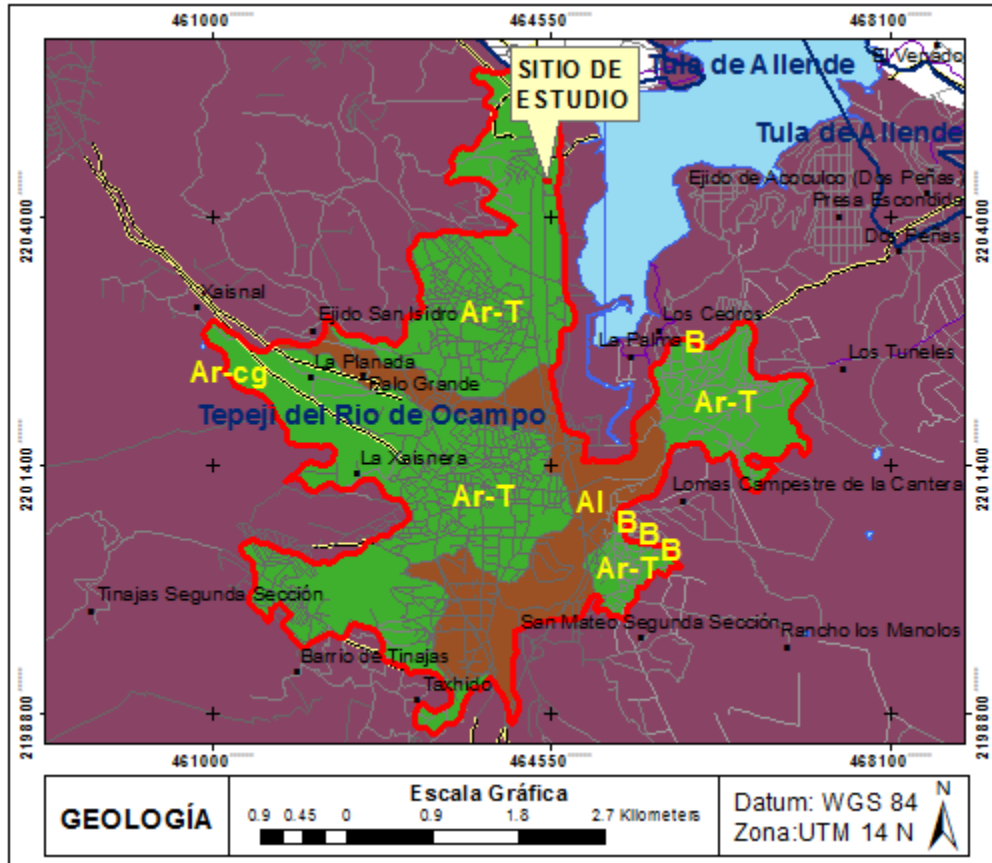 461000 464550 468100
SITIO DE
ESTUDIO
Tula de Allende
El Venado
Tula de Allende
Ejido de Acoculco (Dos Peñas)
Presa Escondida
Dos Peñas
2204000
2204000
Xaisnal
Ejido San Isidro
Ar-T
Los Cedros
B
La Palma
Los Tuneles
La Planada
Ar-cg
Palo Grande
Ar-T
Tepeji del Rio de Ocampo
La Xaisnera
2201400
2201400
Ar-T
Al
Lomas Campestre de la Cantera
B
B
B
Ar-T
Tinajas Segunda Sección
San Mateo Segunda Sección
Rancho los Manolos
Barrio de Tinajas
Taxhido
2198800
2198800
461000 464550 468100
GEOLOGÍA
Escala Gráfica
0.9 0.45 0 0.9 1.8 2.7 Kilometers
Datum: WGS 84
Zona:UTM 14 N
N